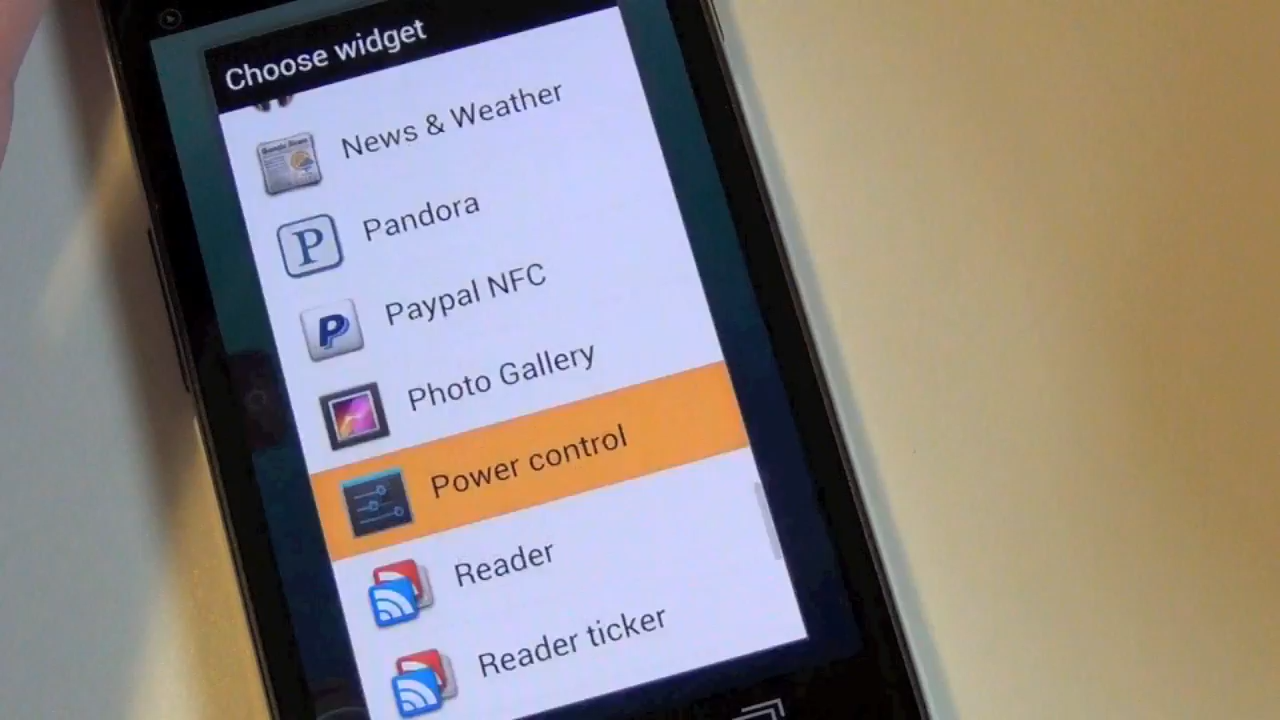 Choose widget
News & Weather
Pandora
P
Paypal NFC
P
Photo Gallery
Power control
Reader
Reader ticker